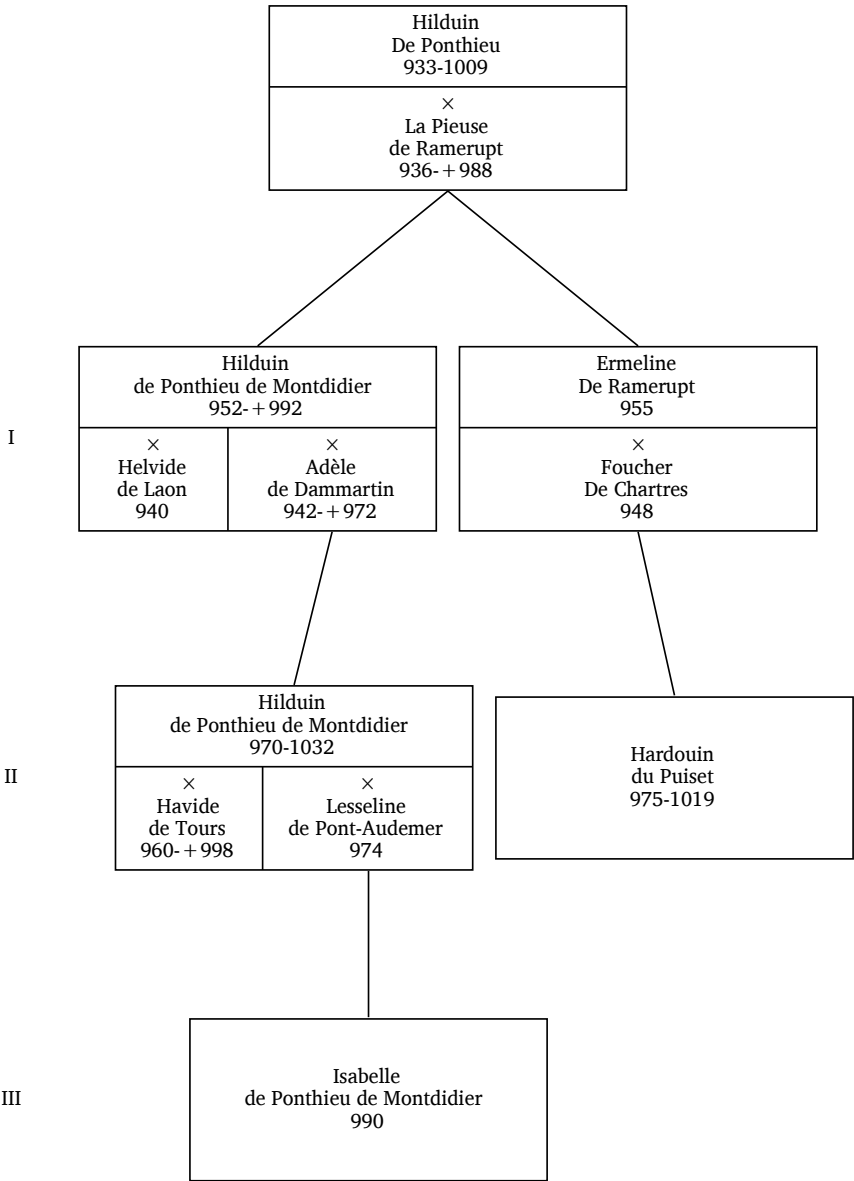 Hilduin
De Ponthieu
933-1009
×
La Pieuse
de Ramerupt
936-+988
I
Hilduin
de Ponthieu de Montdidier
952-+992
×
Helvide
de Laon
940
×
Adèle
de Dammartin
942-+972
Ermeline
De Ramerupt
955
×
Foucher
De Chartres
948
II
Hilduin
de Ponthieu de Montdidier
970-1032
×
Havide
de Tours
960-+998
×
Lesseline
de Pont-Audemer
974
Hardouin
du Puiset
975-1019
III
Isabelle
de Ponthieu de Montdidier
990